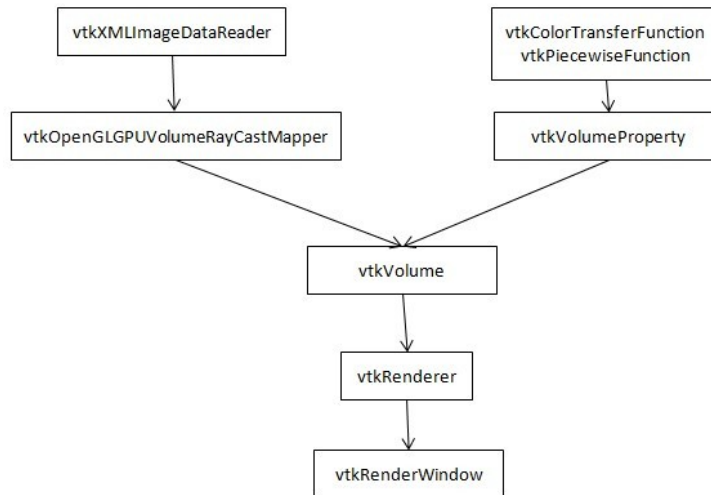 vtkXMLImageDataReader
vtkColorTransferFunction
vtkPiecewiseFunction
vtkOpenGLGPUVolumeRayCastMapper
vtkVolumeProperty
vtkVolume
vtkRenderer
vtkRenderWindow